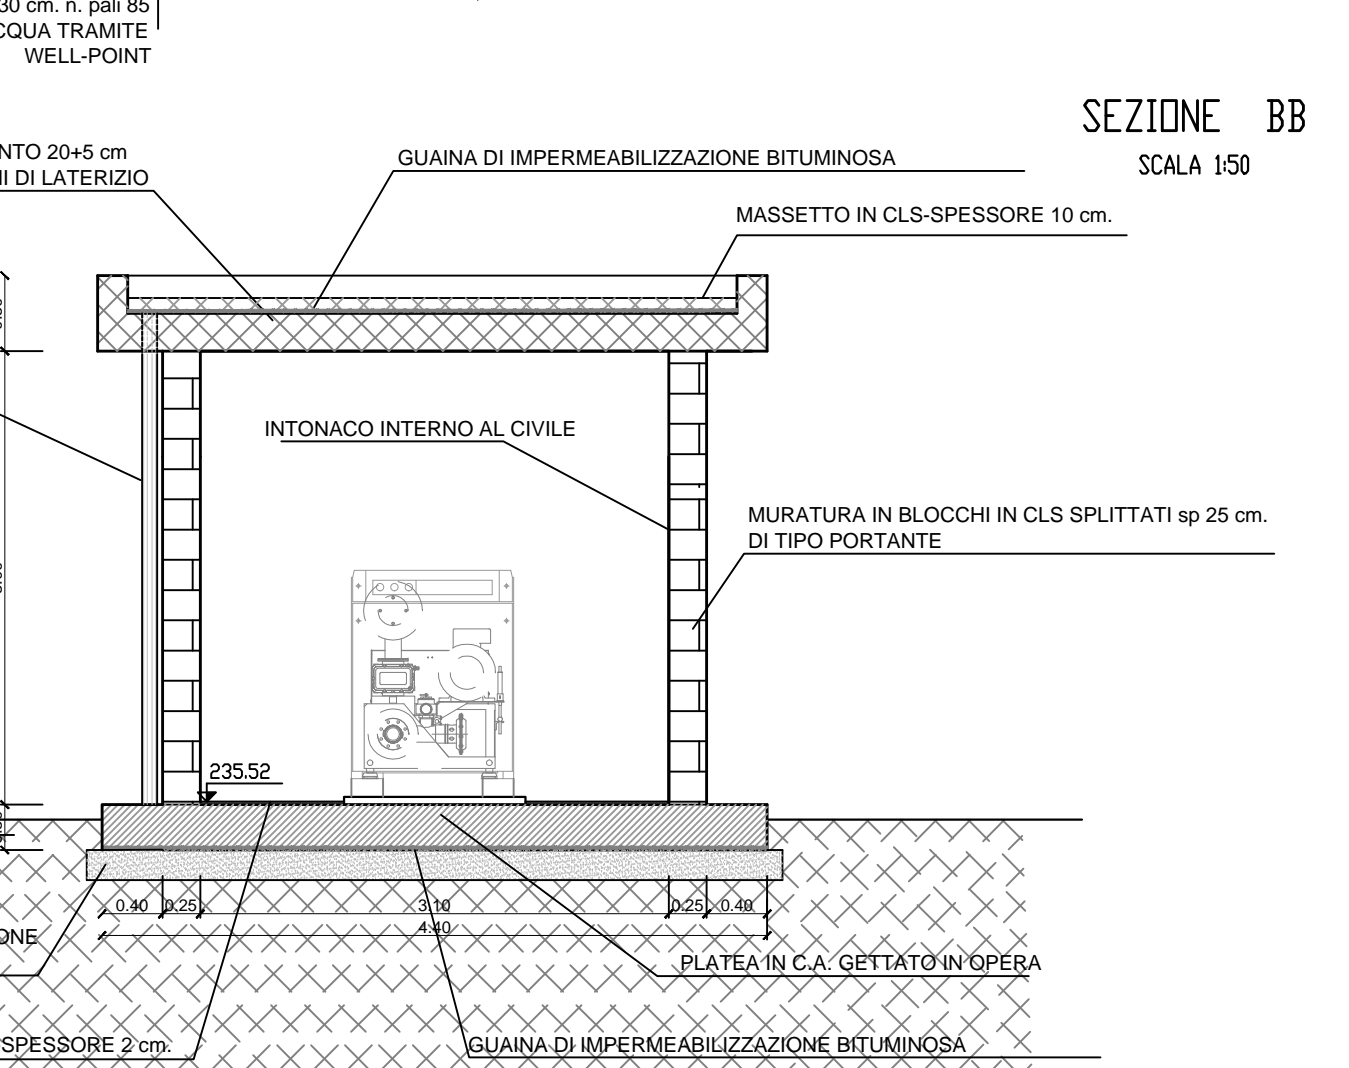 30 cm. n. pali 85
CQUA TRAMITE
WELL-POINT
SEZIONE BB
SCALA 1:50
NTO 20+5 cm
NI DI LATERIZIO
GUAINA DI IMPERMEABILIZZAZIONE BITUMINOSA
MASSETTO IN CLS-SPESSORE 10 cm.
INTONACO INTERNO AL CIVILE
MURATURA IN BLOCCHI IN CLS SPLITTATI sp 25 cm.
DI TIPO PORTANTE
235.52
0.40 0.25 3.10 0.25 0.40
4.40
ONE
PLATEA IN C.A. GETTATO IN OPERA
SPESSORE 2 cm.
GUAINA DI IMPERMEABILIZZAZIONE BITUMINOSA